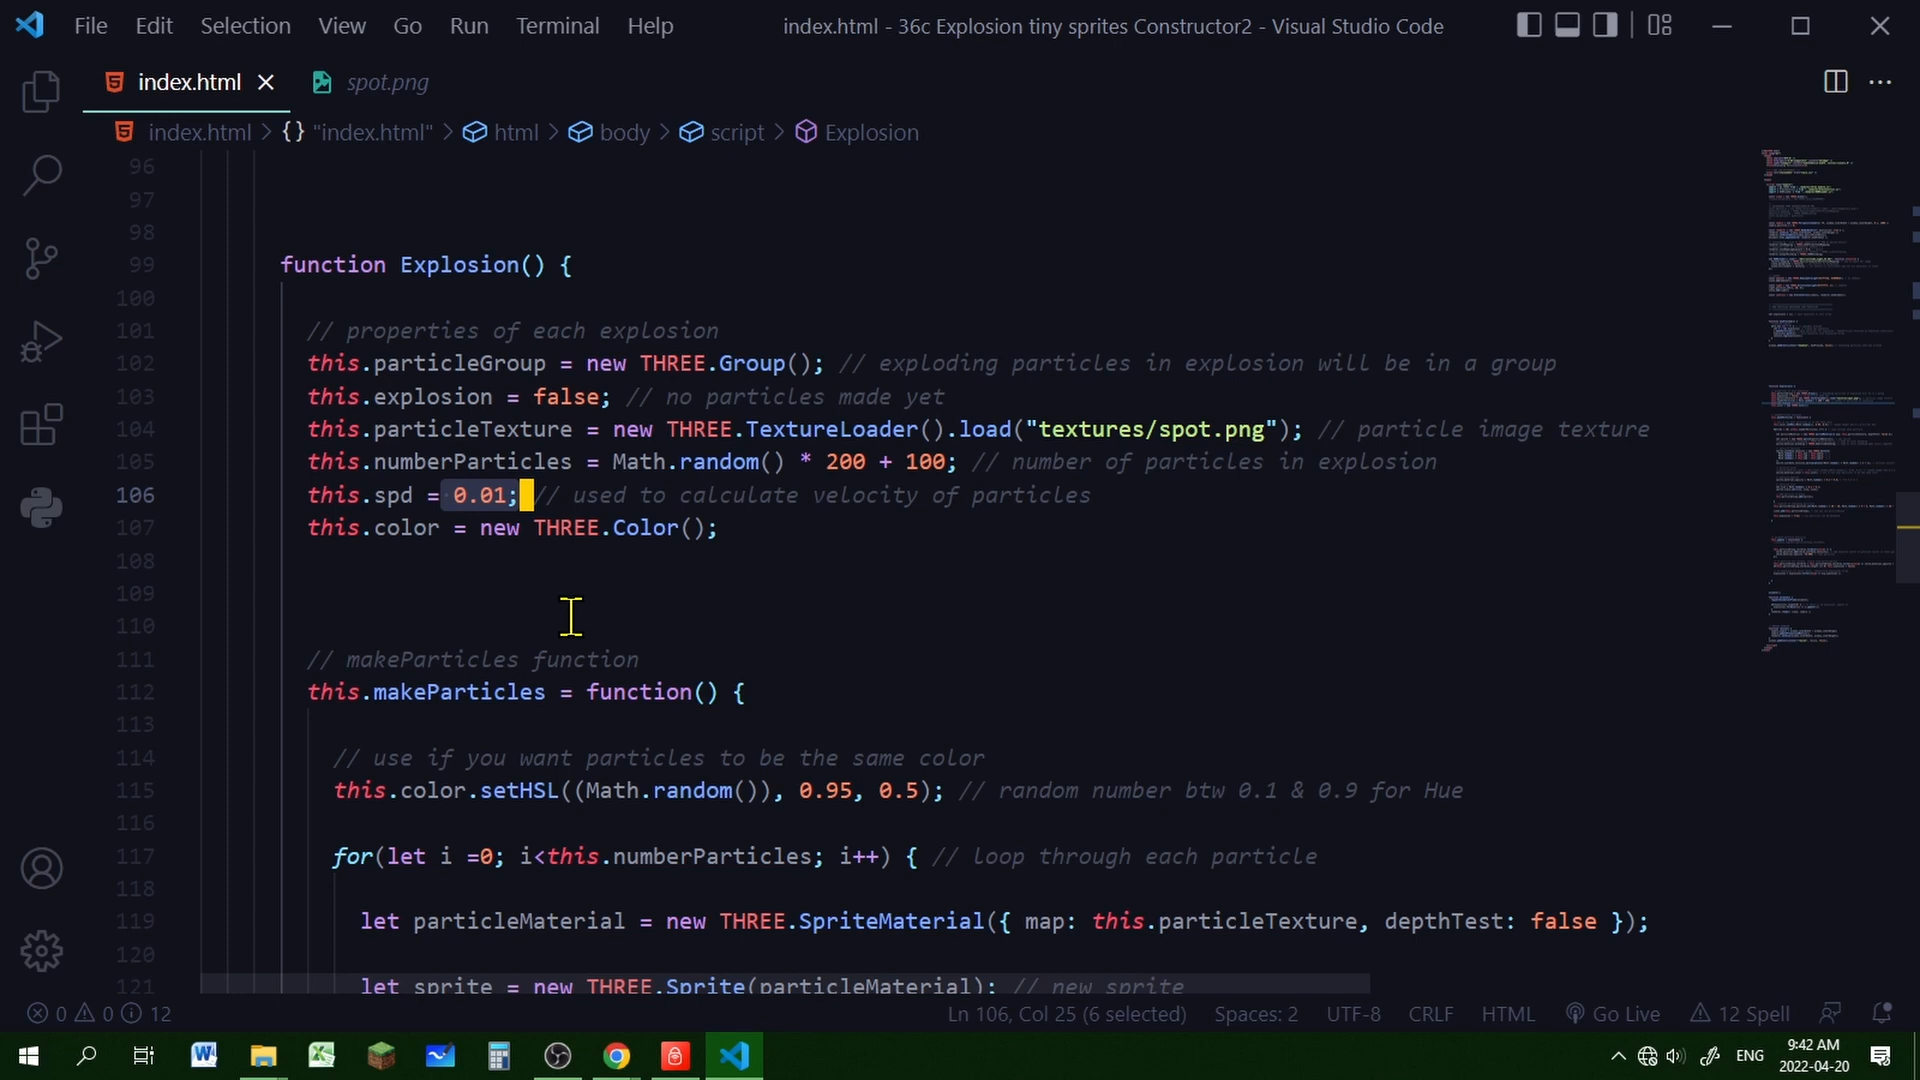 File Edit Selection View Go Run Terminal Help index.html - 36c Explosion tiny sprites Constructor2 - Visual Studio Code
index.html spot.png
index.html > {} "index.html" > html > body > script > Explosion
96
97
98
99 function Explosion() {
100
101 // properties of each explosion
102 this.particleGroup = new THREE.Group(); // exploding particles in explosion will be in a group
103 this.explosion = false; // no particles made yet
104 this.particleTexture = new THREE.TextureLoader().load("textures/spot.png"); // particle image texture
105 this.numberParticles = Math.random() * 200 + 100; // number of particles in explosion
106 this.spd = 0.01; // used to calculate velocity of particles
107 this.color = new THREE.Color();
108
109
110
111 // makeParticles function
112 this.makeParticles = function() {
113
114 // use if you want particles to be the same color
115 this.color.setHSL((Math.random()), 0.95, 0.5); // random number btw 0.1 & 0.9 for Hue
116
117 for(let i =0; i<this.numberParticles; i++) { // loop through each particle
118
119 let particleMaterial = new THREE.SpriteMaterial({ map: this.particleTexture, depthTest: false });
120
121 let sprite = new THREE.Sprite(particleMaterial); // new sprite
0 0 12 Ln 106, Col 25 (6 selected) Spaces: 2 UTF-8 CRLF HTML Go Live 12 Spell
ENG 9:42 AM
2022-04-20